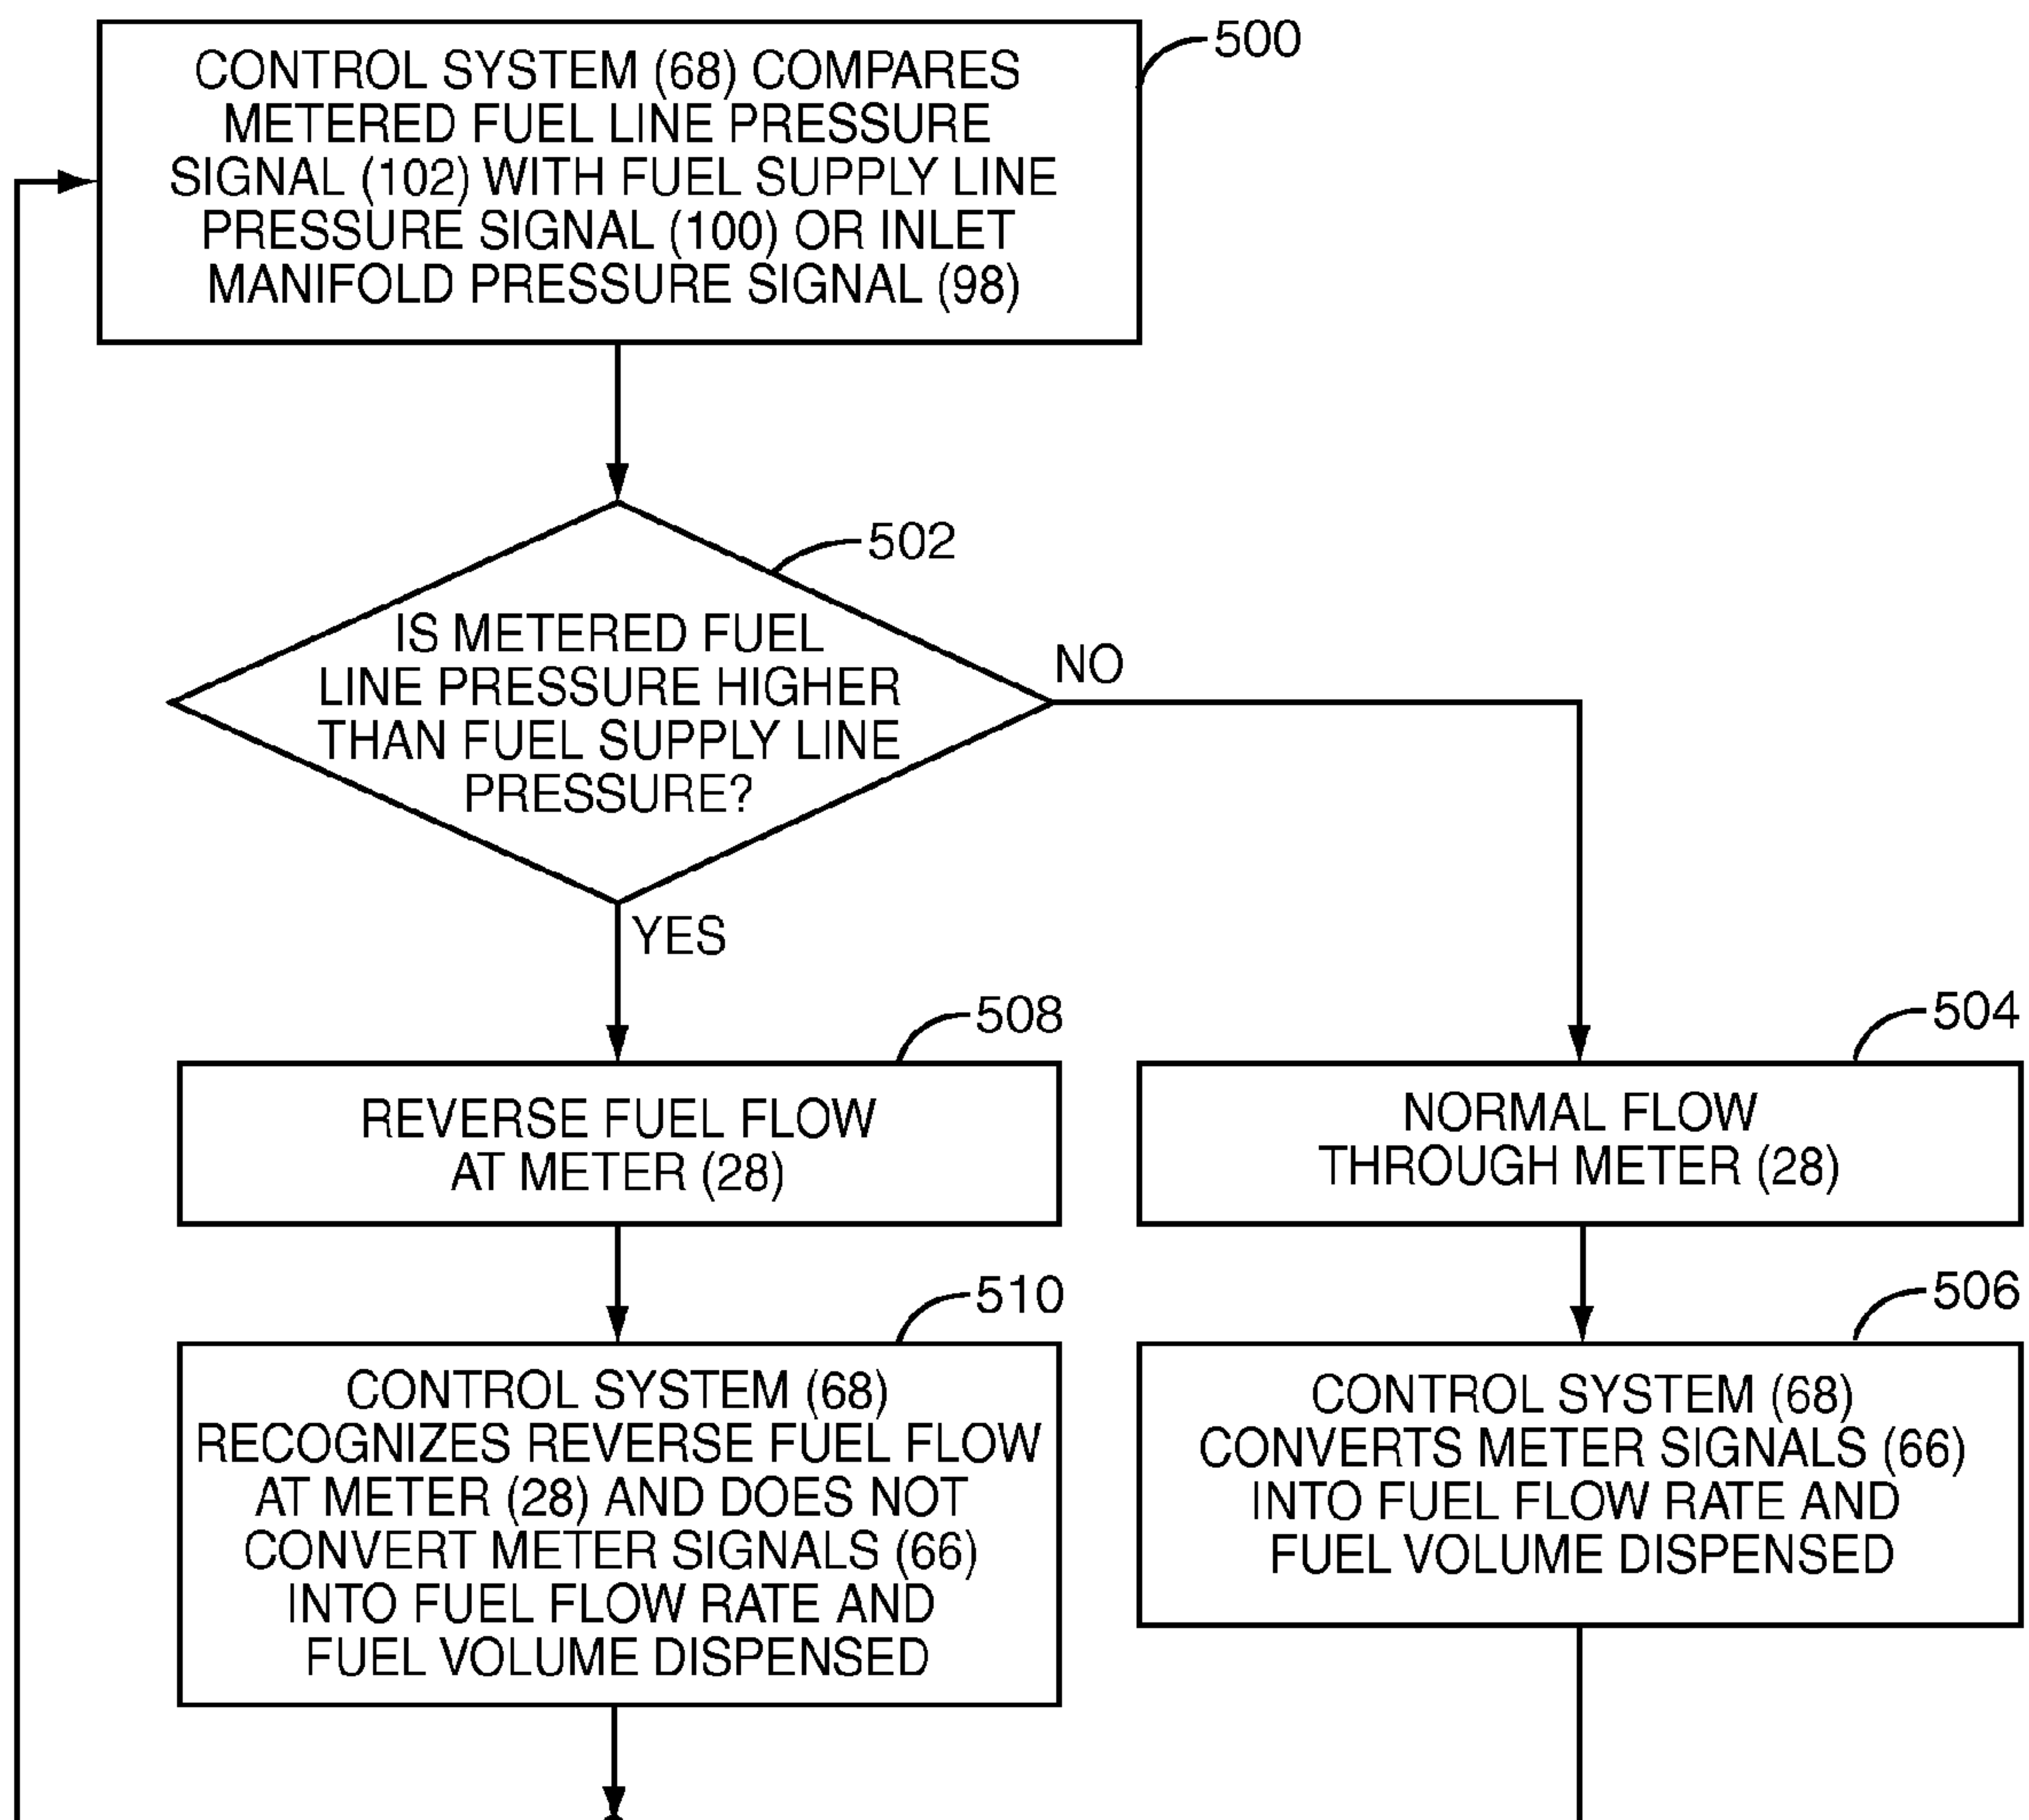 500
CONTROL SYSTEM (68) COMPARES
METERED FUEL LINE PRESSURE
SIGNAL (102) WITH FUEL SUPPLY LINE
PRESSURE SIGNAL (100) OR INLET
MANIFOLD PRESSURE SIGNAL (98)
502
IS METERED FUEL
LINE PRESSURE HIGHER
THAN FUEL SUPPLY LINE
PRESSURE?
NO
YES
508
REVERSE FUEL FLOW
AT METER (28)
504
NORMAL FLOW
THROUGH METER (28)
510
CONTROL SYSTEM (68)
RECOGNIZES REVERSE FUEL FLOW
AT METER (28) AND DOES NOT
CONVERT METER SIGNALS (66)
INTO FUEL FLOW RATE AND
FUEL VOLUME DISPENSED
506
CONTROL SYSTEM (68)
CONVERTS METER SIGNALS (66)
INTO FUEL FLOW RATE AND
FUEL VOLUME DISPENSED